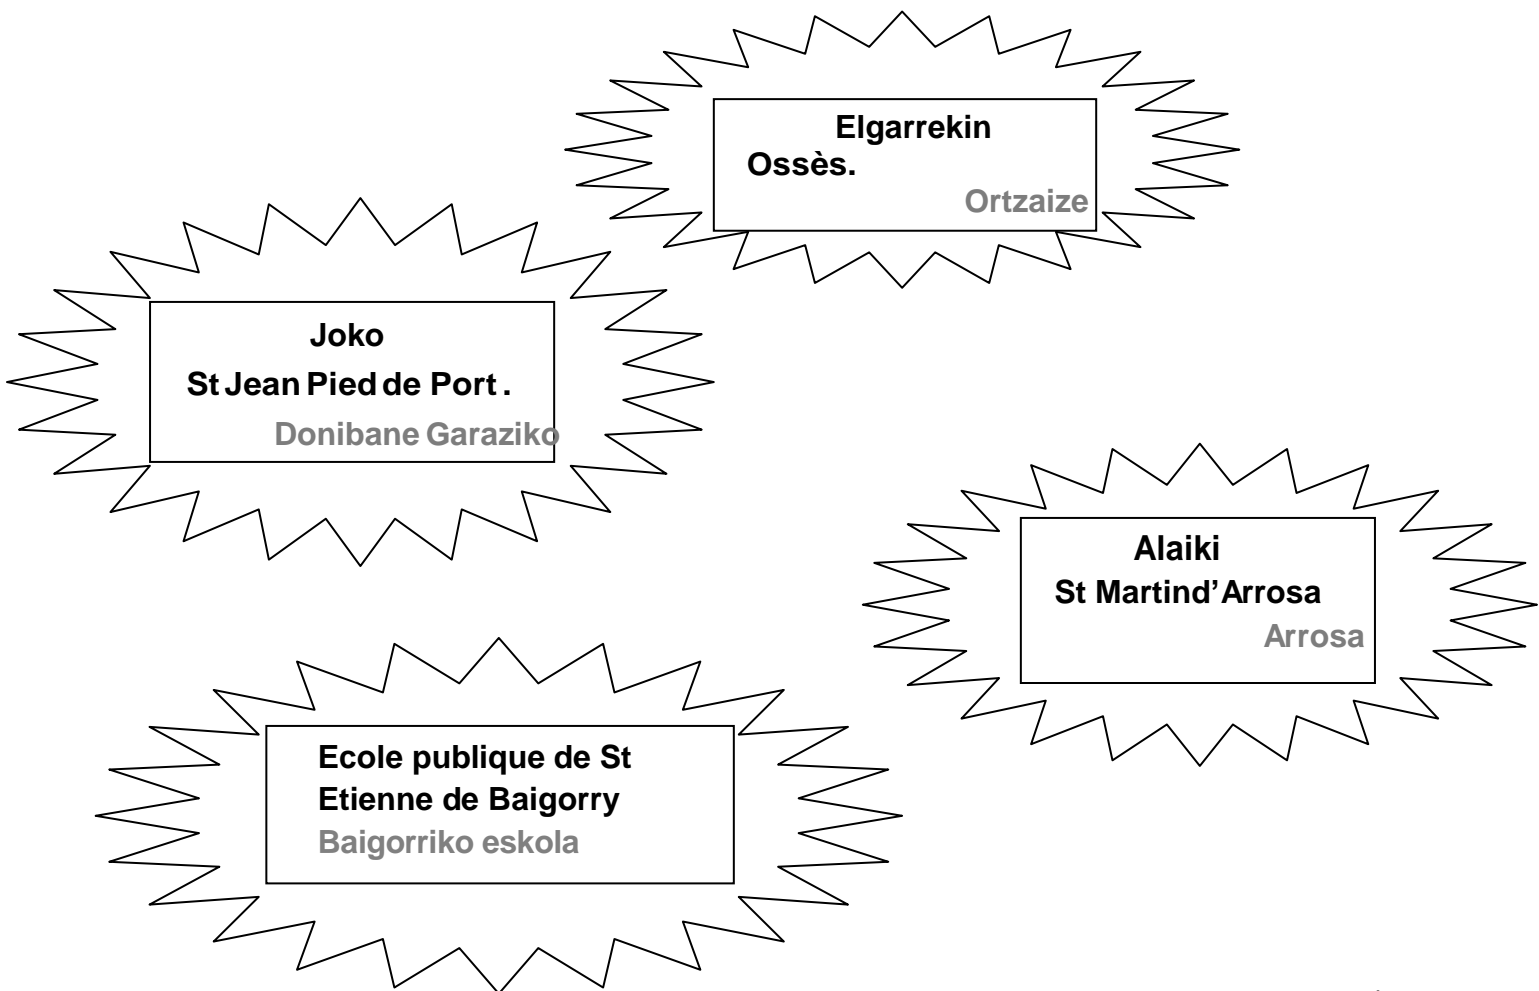 Elgarrekin
Ossès.
Ortzaize
Joko
St Jean Pied de Port .
Donibane Garaziko
Alaiki
St Martind’Arrosa
Arrosa
Ecole publique de St
Etienne de Baigorry
Baigorriko eskola